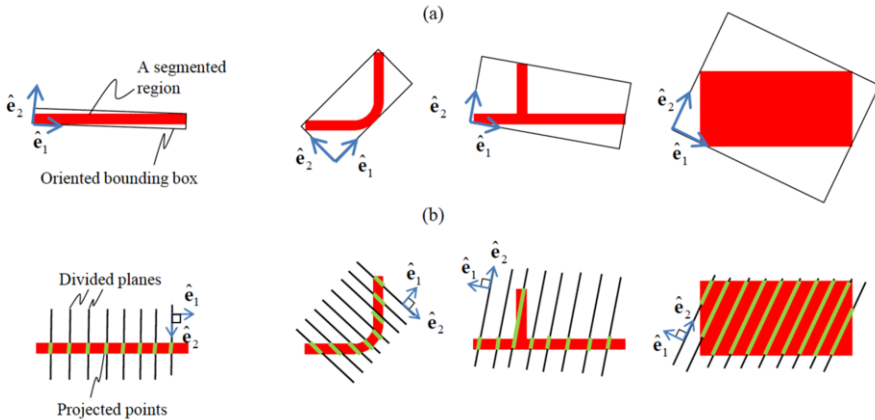 (a)
A segmented
region
ê₂
ê₁
Oriented bounding box
ê₂
ê₁
ê₂
ê₁
ê₂
ê₁
(b)
Divided planes
ê₁
ê₂
Projected points
ê₁
ê₂
ê₁
ê₂
ê₂
ê₁